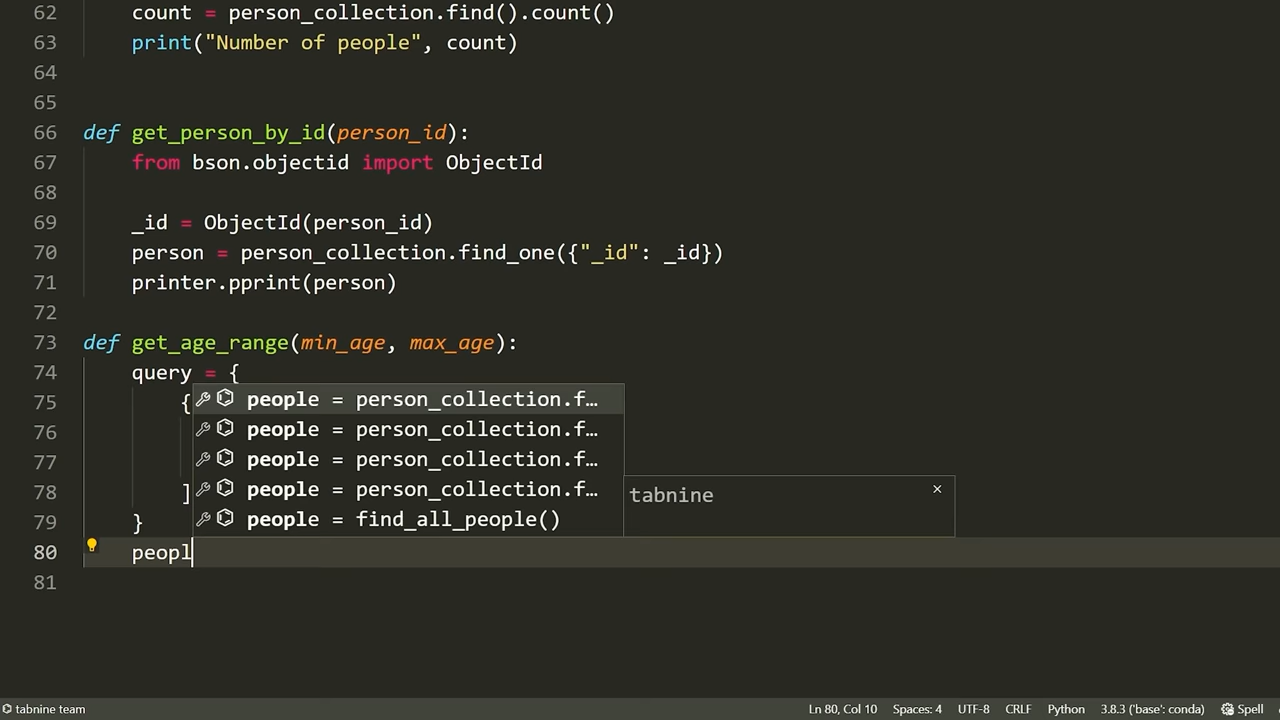 62 count = person_collection.find().count()
63 print("Number of people", count)
64
65
66 def get_person_by_id(person_id):
67 from bson.objectid import ObjectId
68
69 _id = ObjectId(person_id)
70 person = person_collection.find_one({"_id": _id})
71 printer.pprint(person)
72
73 def get_age_range(min_age, max_age):
74 query = {
75 {
76
77
78 ]
79 }
80 peopl
81
people = person_collection.f…
people = person_collection.f…
people = person_collection.f…
people = person_collection.f…
people = find_all_people()
tabnine ×
tabnine team Ln 80, Col 10 Spaces: 4 UTF-8 CRLF Python 3.8.3 ('base': conda) Spell